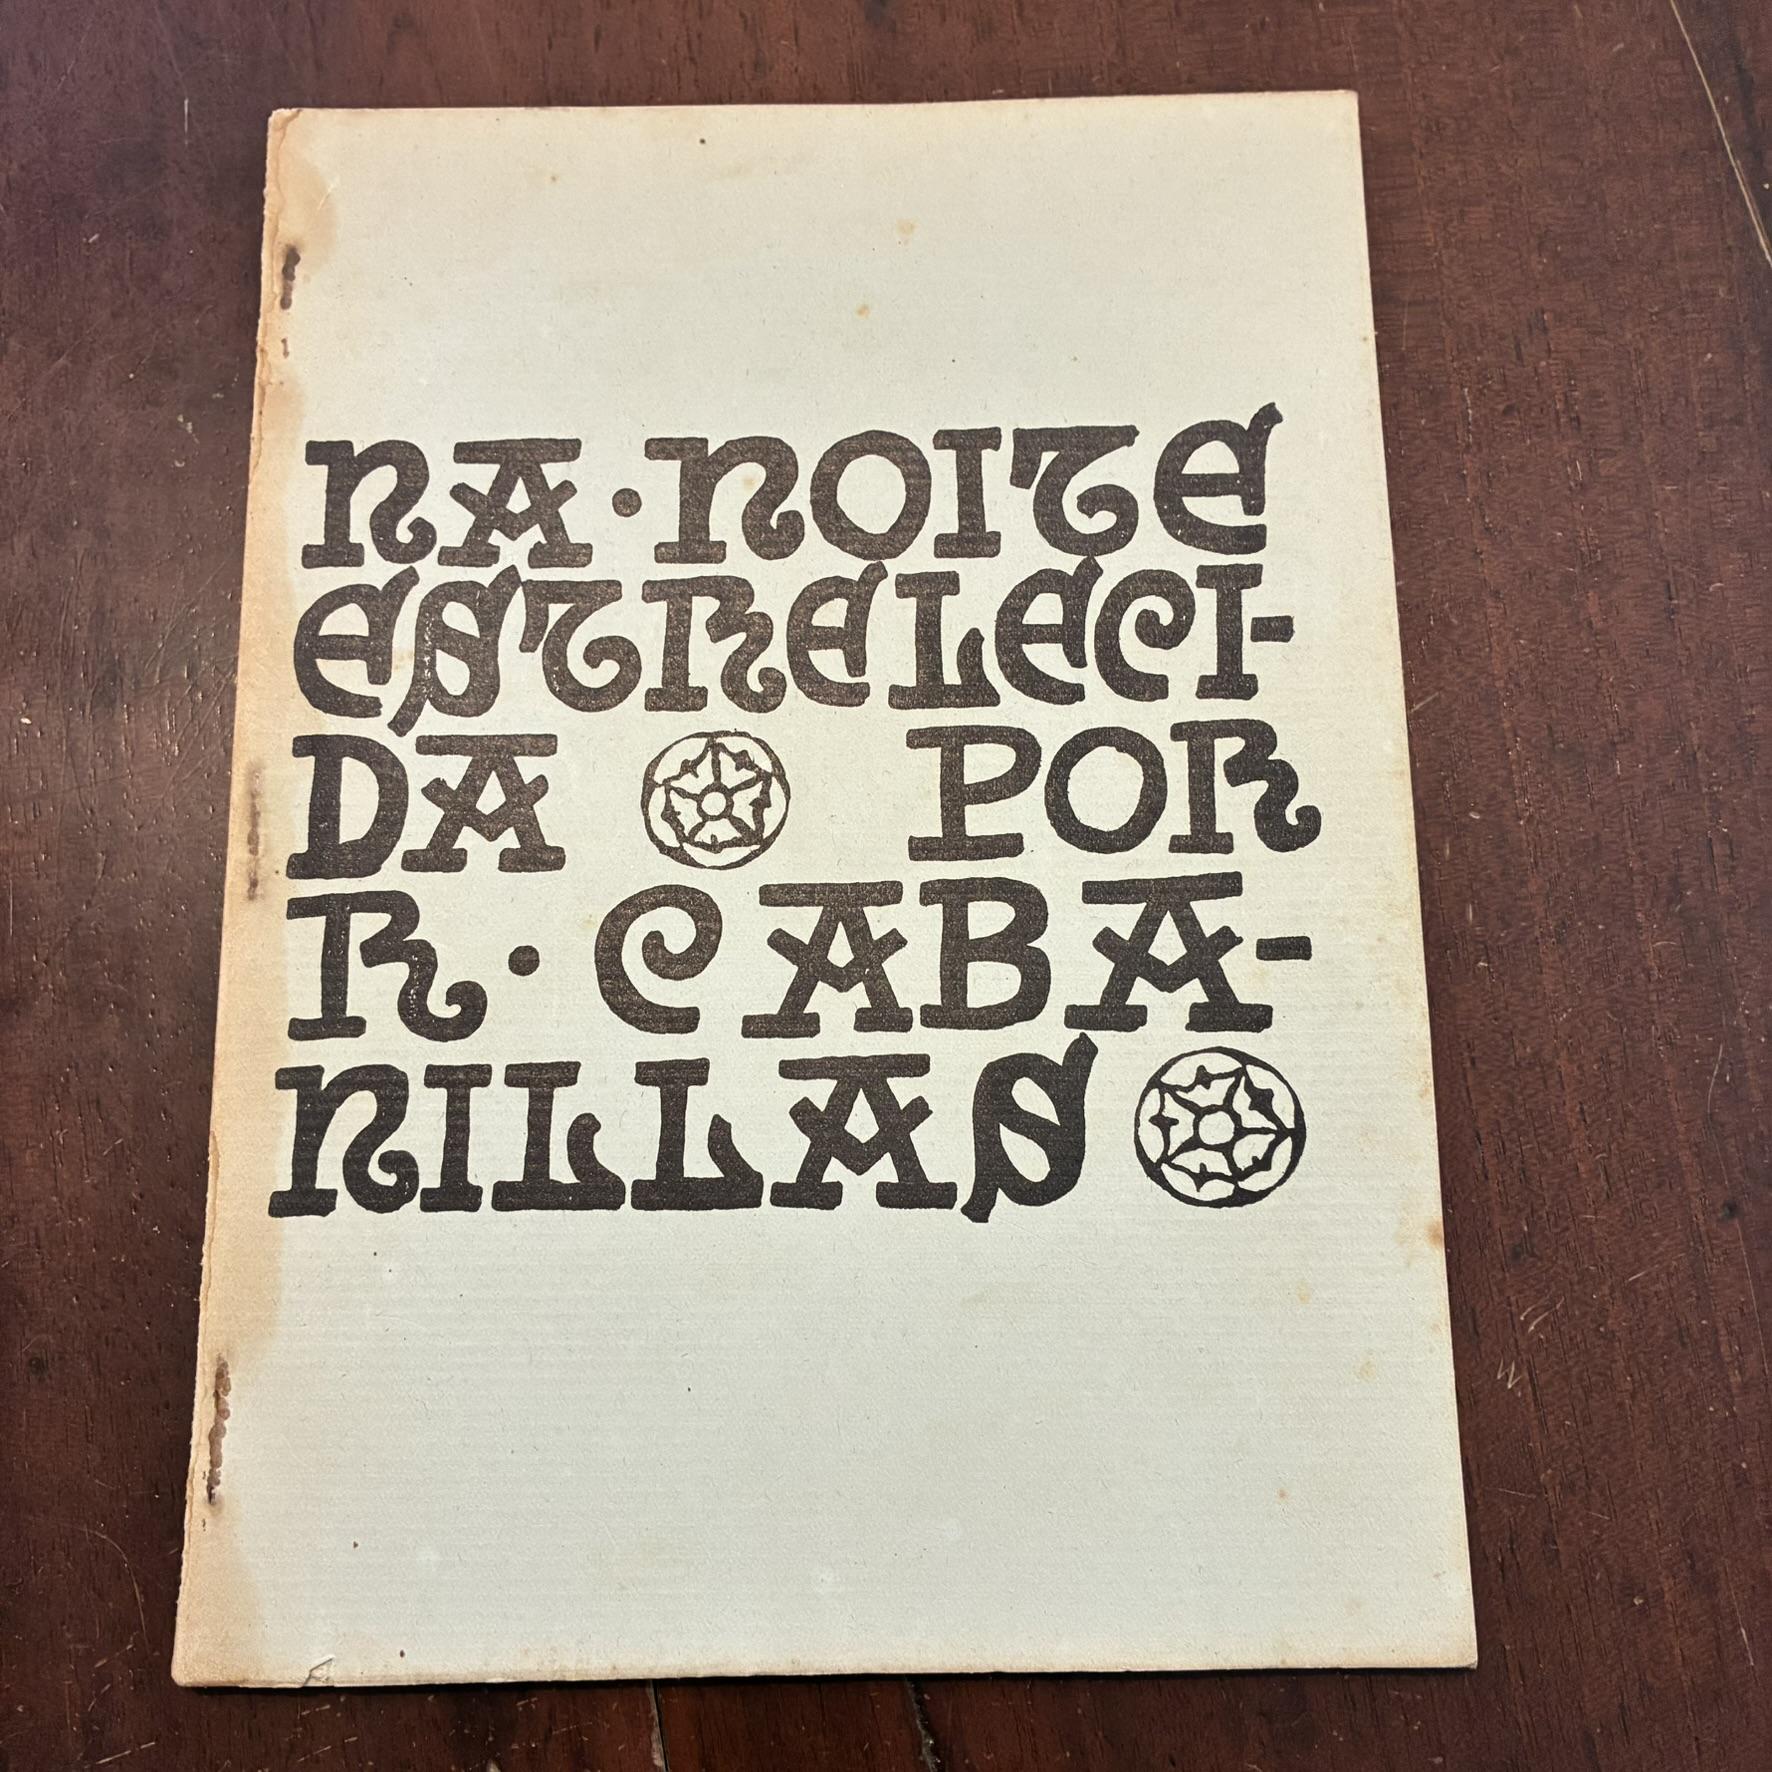 NA · NOITE
ESTRELECI-
DA POR
R · CABA-
NILLAS